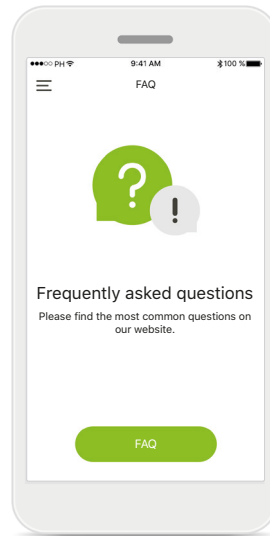 ●●●○○ PH 9:41 AM 100 %
FAQ
?
!
Frequently asked questions
Please find the most common questions on
our website.
FAQ